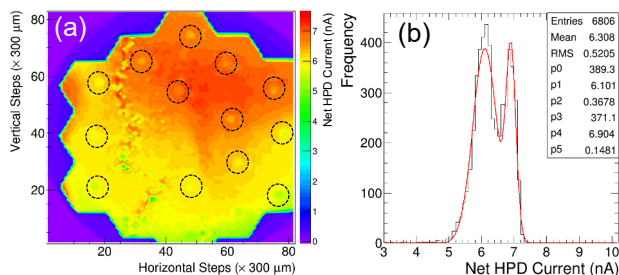 (a)
Vertical Steps (× 300 μm)
80
60
40
20
20
40
60
80
Horizontal Steps (× 300 μm)
Net HPD Current (nA)
7
6
5
4
3
2
1
0
(b)
Frequency
400
300
200
100
0
3 4 5 6 7 8 9 10
Net HPD Current (nA)
Entries 6806
Mean 6.308
RMS 0.5205
p0 389.3
p1 6.101
p2 0.3678
p3 371.1
p4 6.904
p5 0.1481